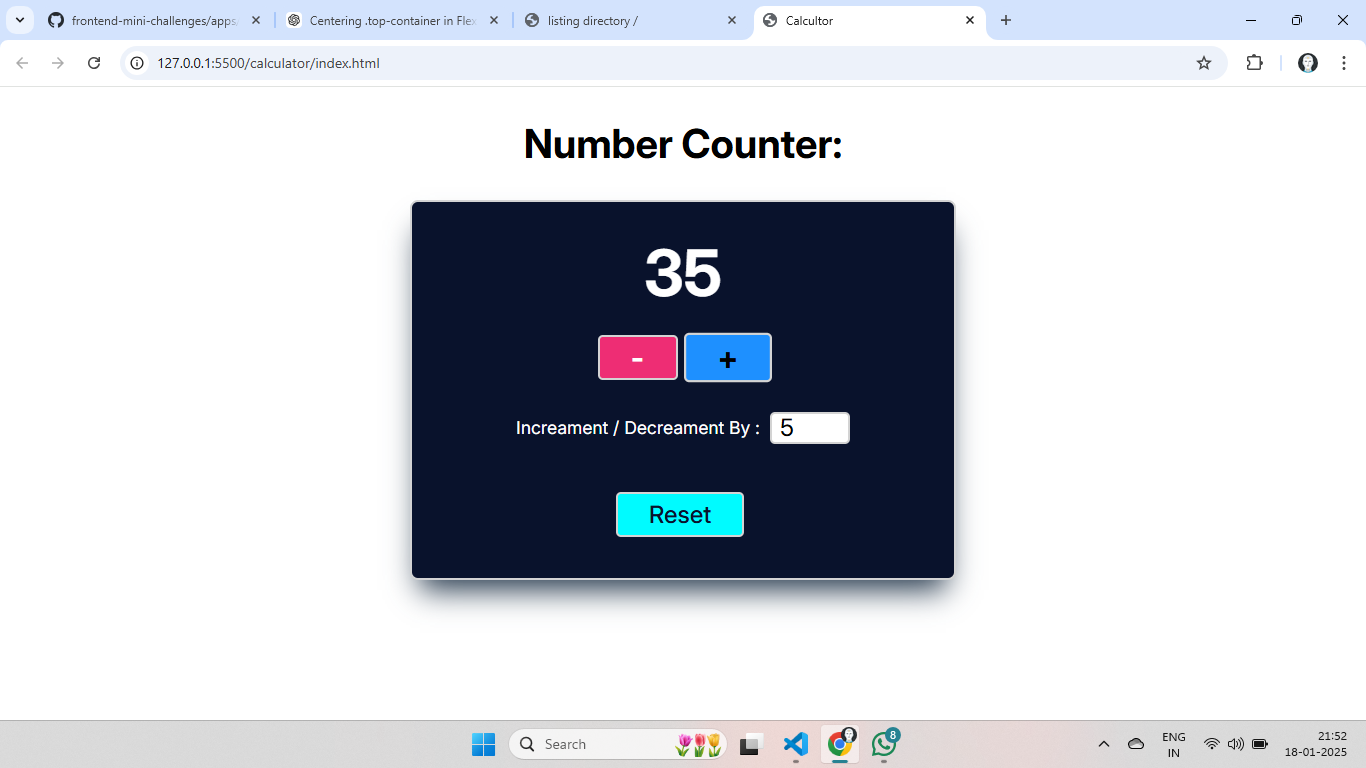 frontend-mini-challenges/apps
Centering .top-container in Flex
listing directory /
Calcultor
127.0.0.1:5500/calculator/index.html
Number Counter:
35
- +
Increament / Decreament By : 5
Reset
Search
8
ENG
IN
21:52
18-01-2025